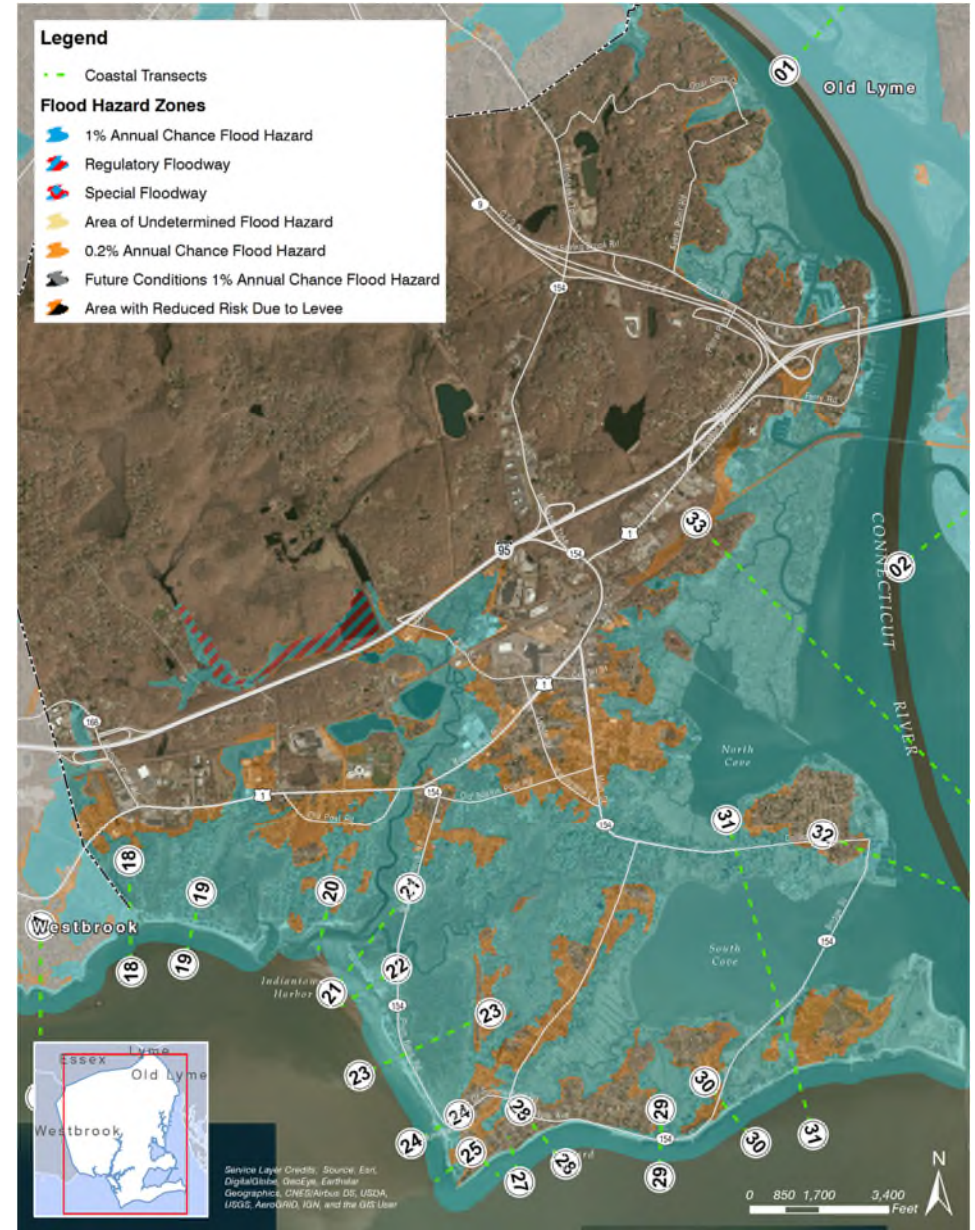 Legend
Coastal Transects
Flood Hazard Zones
1% Annual Chance Flood Hazard
Regulatory Floodway
Special Floodway
Area of Undetermined Flood Hazard
0.2% Annual Chance Flood Hazard
Future Conditions 1% Annual Chance Flood Hazard
Area with Reduced Risk Due to Levee
01
Old Lyme
9
154
33
1
95
154
02
CONNECTICUT
RIVER
1
166
North
Cove
1
154
31
32
154
18
19
20
21
Westbrook
South
Cove
154
18
19
22
Harbor
21
154
23
23
30
24
28
29
24
25
154
30
31
27
28
29
Lyme
Essex
Old Lyme
Westbrook
Service Layer Credits: Source: Esri,
DigitalGlobe, GeoEye, Earthstar
Geographics, CNES/Airbus DS, USDA,
USGS, AeroGRID, IGN, and the GIS User
N
0 850 1,700 3,400
Feet